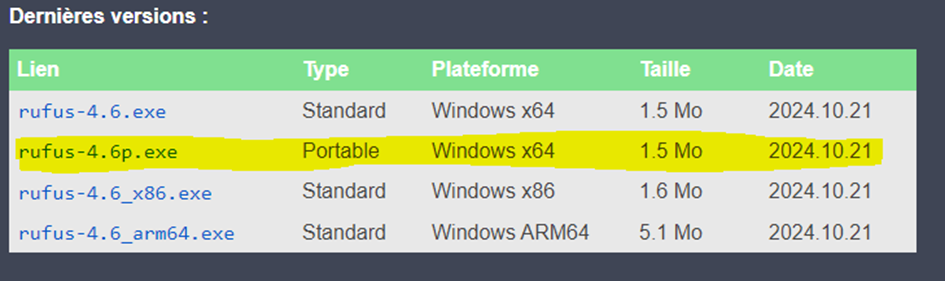 Dernières versions :
Lien Type Plateforme Taille Date
rufus-4.6.exe Standard Windows x64 1.5 Mo 2024.10.21
rufus-4.6p.exe Portable Windows x64 1.5 Mo 2024.10.21
rufus-4.6_x86.exe Standard Windows x86 1.6 Mo 2024.10.21
rufus-4.6_arm64.exe Standard Windows ARM64 5.1 Mo 2024.10.21